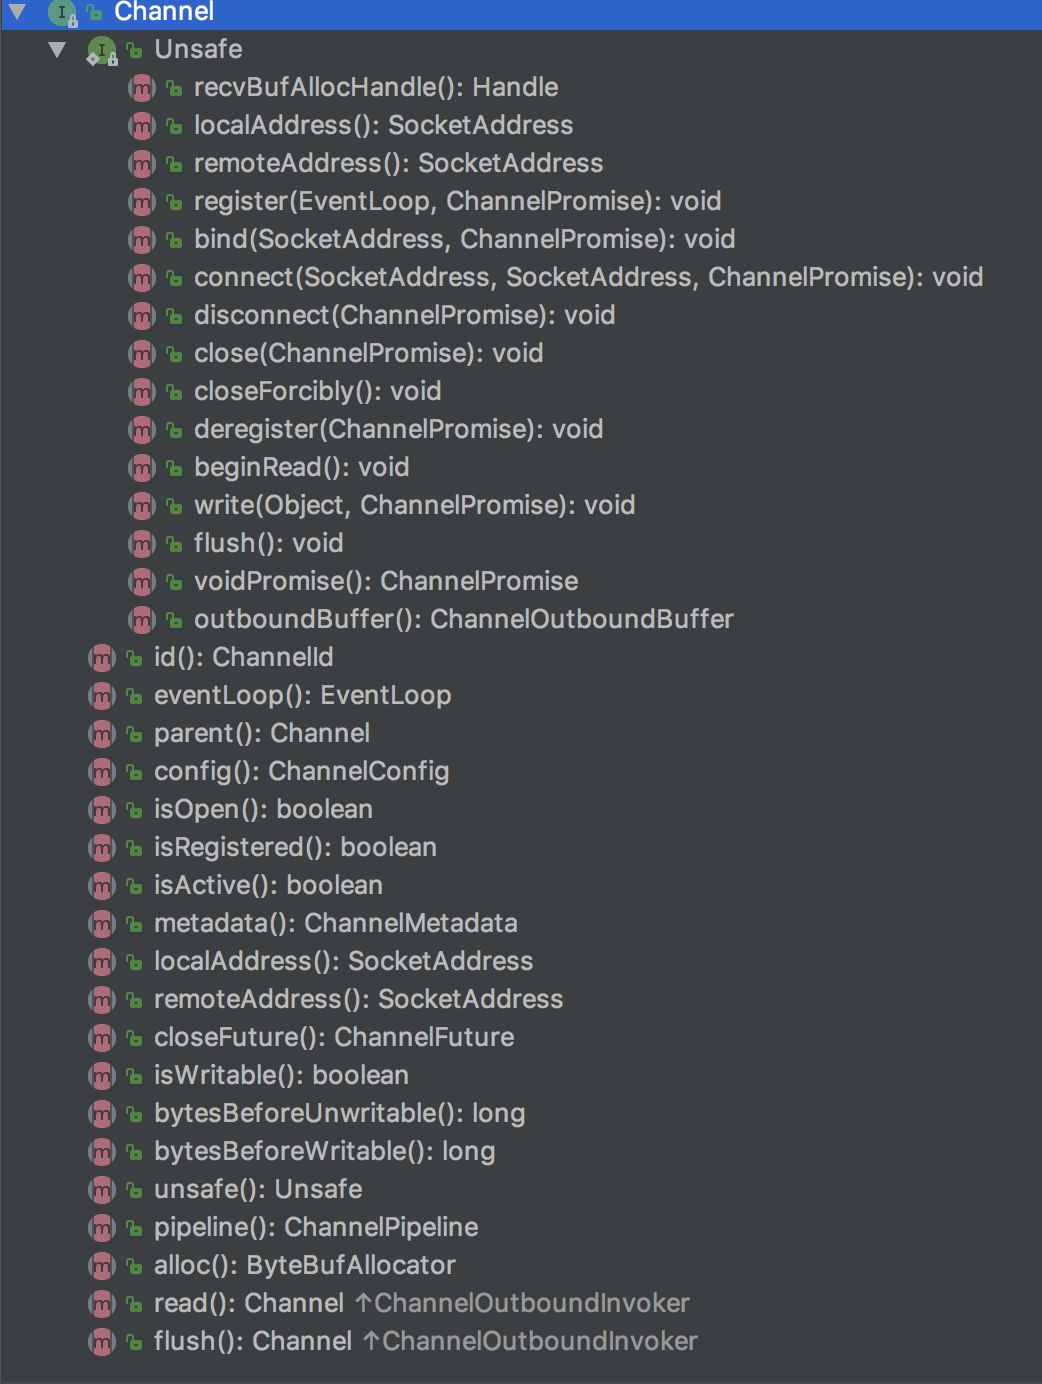 Channel
Unsafe
recvBufAllocHandle(): Handle
localAddress(): SocketAddress
remoteAddress(): SocketAddress
register(EventLoop, ChannelPromise): void
bind(SocketAddress, ChannelPromise): void
connect(SocketAddress, SocketAddress, ChannelPromise): void
disconnect(ChannelPromise): void
close(ChannelPromise): void
closeForcibly(): void
deregister(ChannelPromise): void
beginRead(): void
write(Object, ChannelPromise): void
flush(): void
voidPromise(): ChannelPromise
outboundBuffer(): ChannelOutboundBuffer
id(): ChannelId
eventLoop(): EventLoop
parent(): Channel
config(): ChannelConfig
isOpen(): boolean
isRegistered(): boolean
isActive(): boolean
metadata(): ChannelMetadata
localAddress(): SocketAddress
remoteAddress(): SocketAddress
closeFuture(): ChannelFuture
isWritable(): boolean
bytesBeforeUnwritable(): long
bytesBeforeWritable(): long
unsafe(): Unsafe
pipeline(): ChannelPipeline
alloc(): ByteBufAllocator
read(): Channel ↑ChannelOutboundInvoker
flush(): Channel ↑ChannelOutboundInvoker